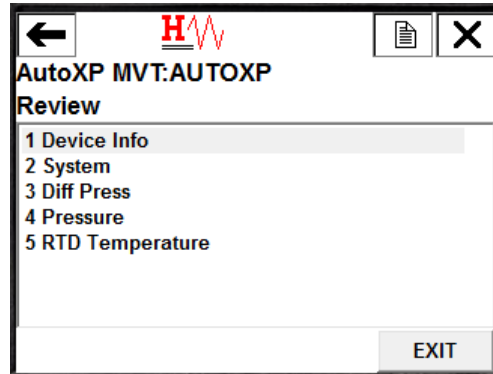 H
AutoXP MVT:AUTOXP
Review
1 Device Info
2 System
3 Diff Press
4 Pressure
5 RTD Temperature
EXIT